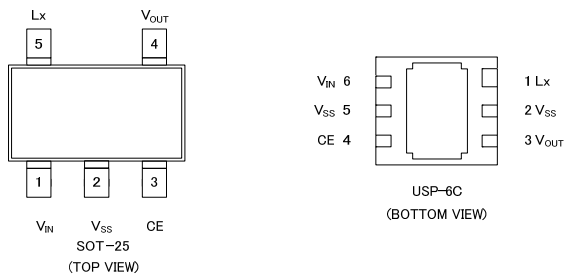 Lx VOUT
5 4
1 2 3
VIN VSS CE
SOT-25
(TOP VIEW)
VIN 6 1 Lx
VSS 5 2 VSS
CE 4 3 VOUT
USP-6C
(BOTTOM VIEW)